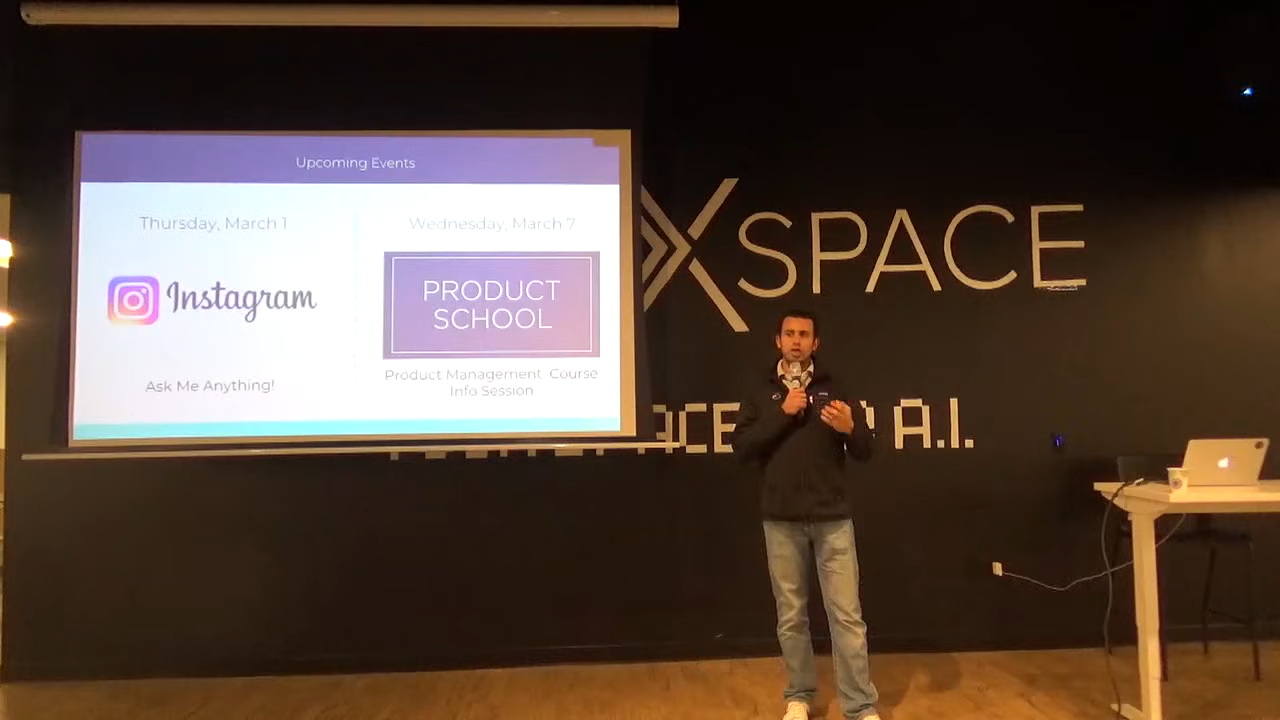 Upcoming Events
Thursday, March 1
Instagram
Ask Me Anything!
Wednesday, March 7
PRODUCT
SCHOOL
Product Management Course
Info Session
XSPACE
A.I.